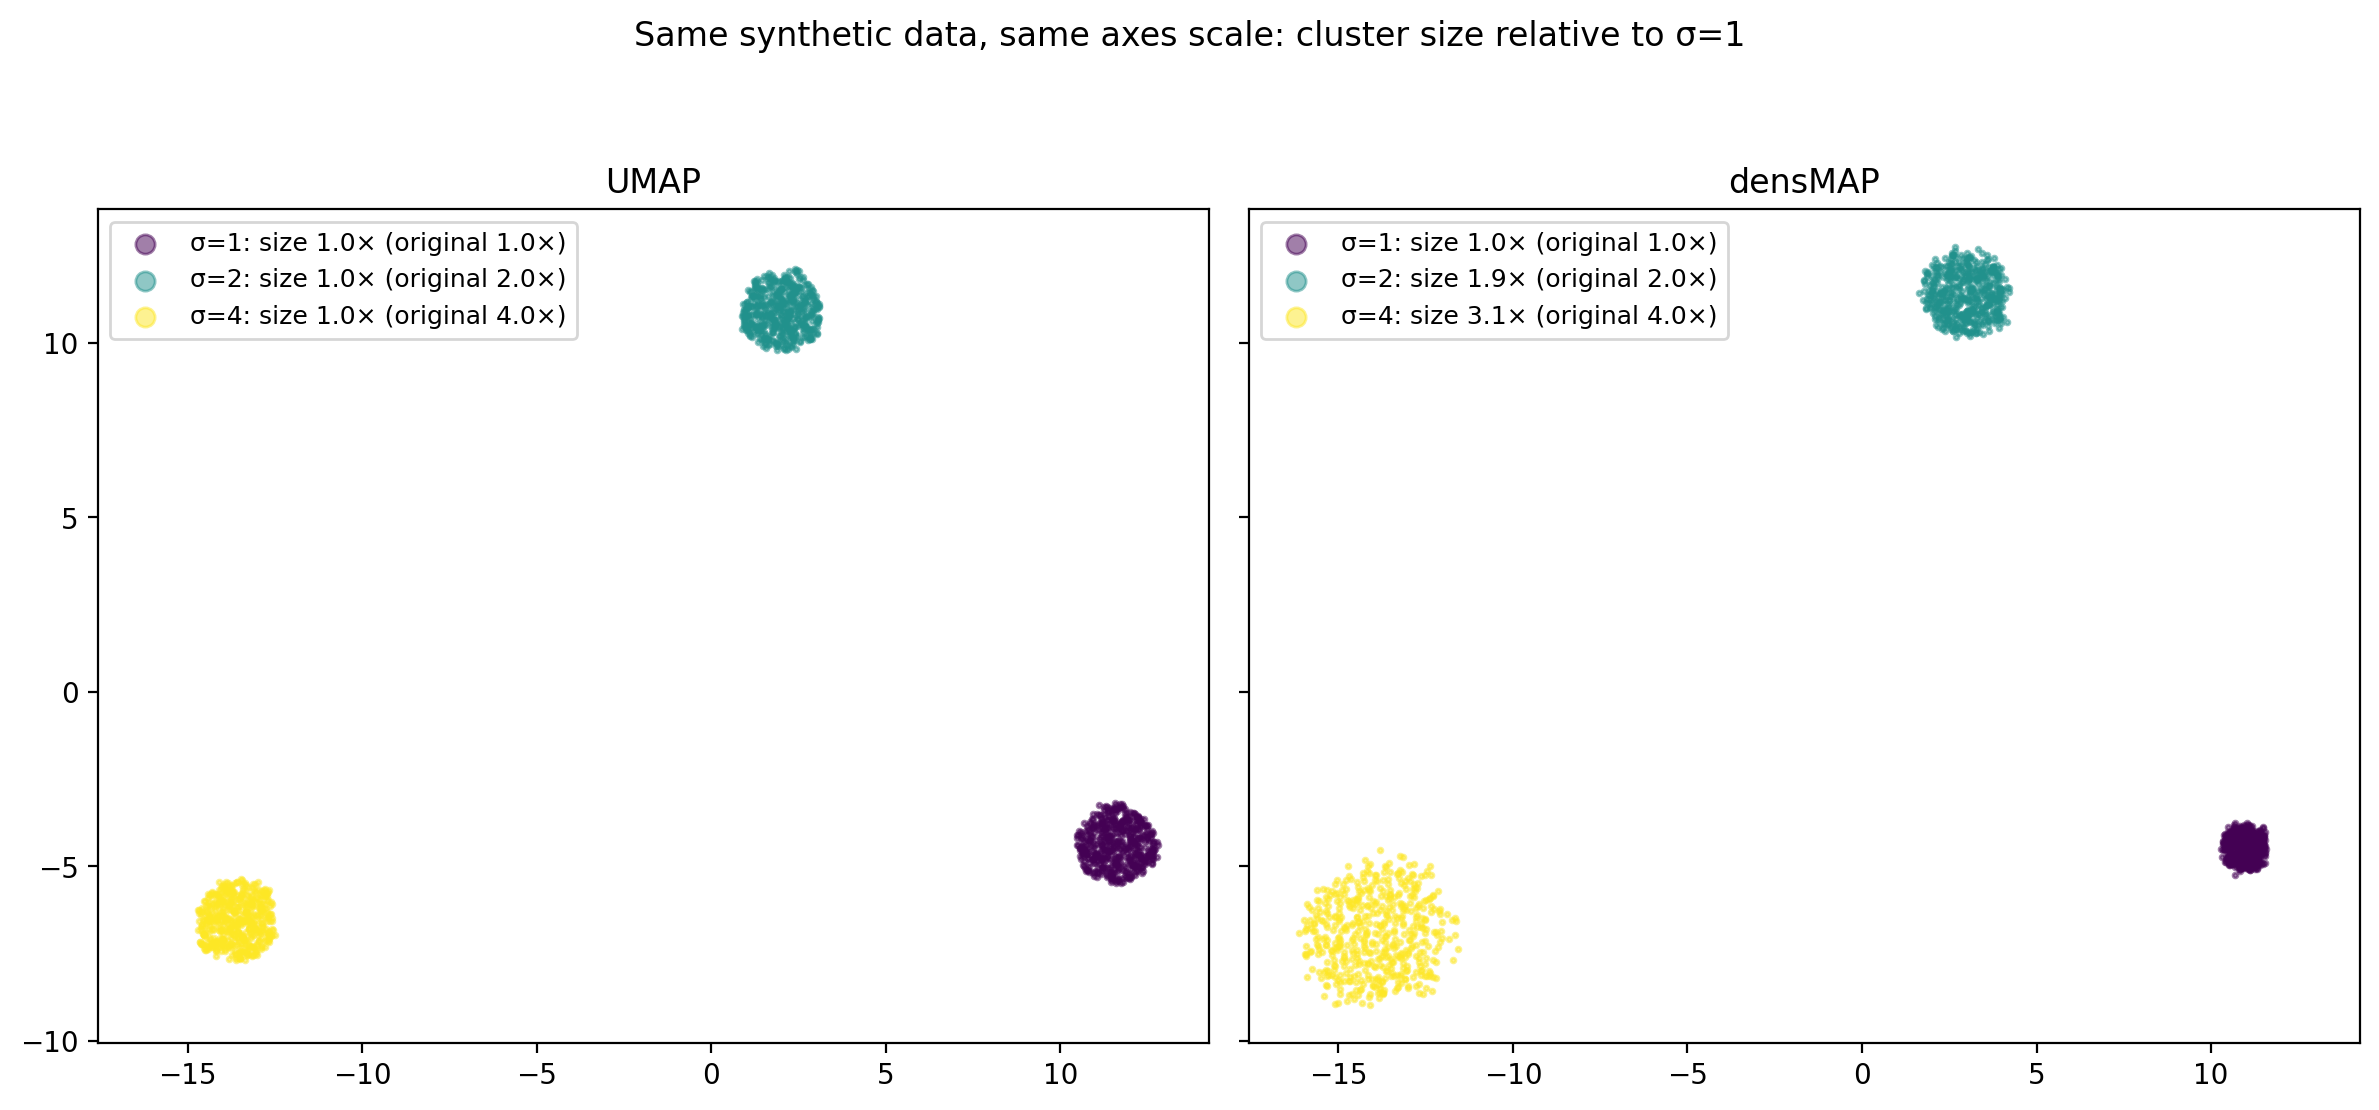 Same synthetic data, same axes scale: cluster size relative to σ=1
UMAP
σ=1: size 1.0× (original 1.0×)
σ=2: size 1.0× (original 2.0×)
σ=4: size 1.0× (original 4.0×)
10
5
0
−5
−10
−15
−10
−5
0
5
10
densMAP
σ=1: size 1.0× (original 1.0×)
σ=2: size 1.9× (original 2.0×)
σ=4: size 3.1× (original 4.0×)
−15
−10
−5
0
5
10